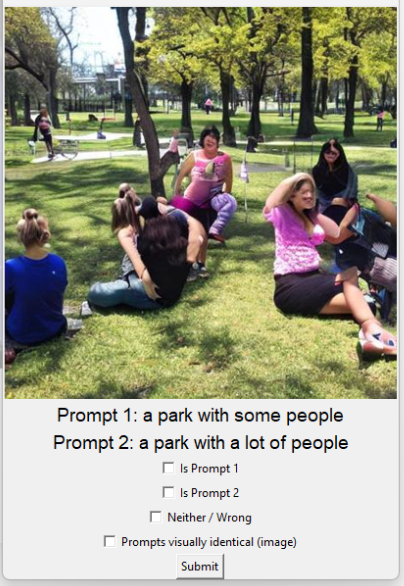 Prompt 1: a park with some people
Prompt 2: a park with a lot of people
Is Prompt 1
Is Prompt 2
Neither / Wrong
Prompts visually identical (image)
Submit